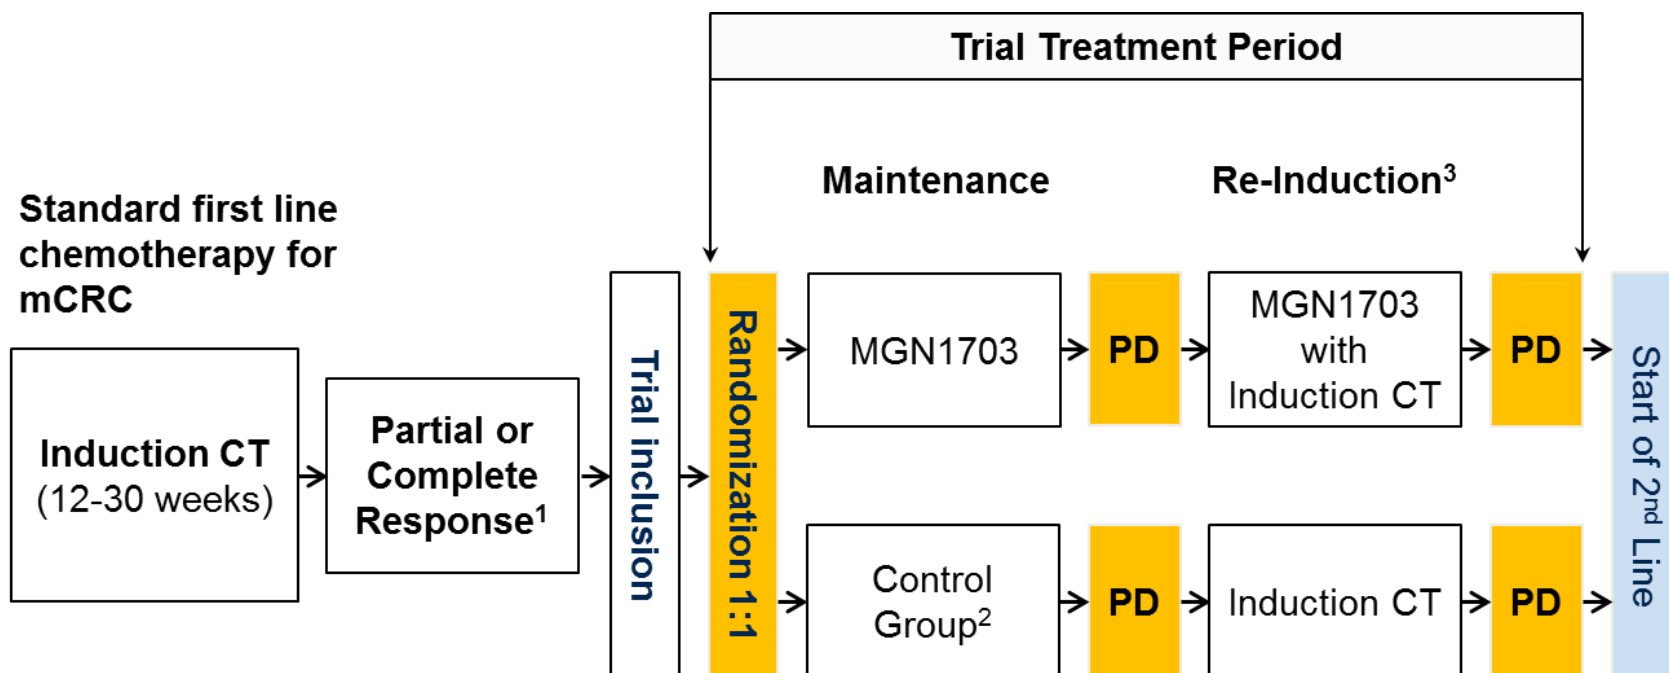 Trial Treatment Period
Maintenance
Re-Induction³
Standard first line
chemotherapy for
mCRC
Induction CT
(12-30 weeks)
Partial or
Complete
Response¹
Trial inclusion
Randomization 1:1
MGN1703
PD
MGN1703
with
Induction CT
PD
Control
Group²
PD
Induction CT
PD
Start of 2ⁿᵈ Line